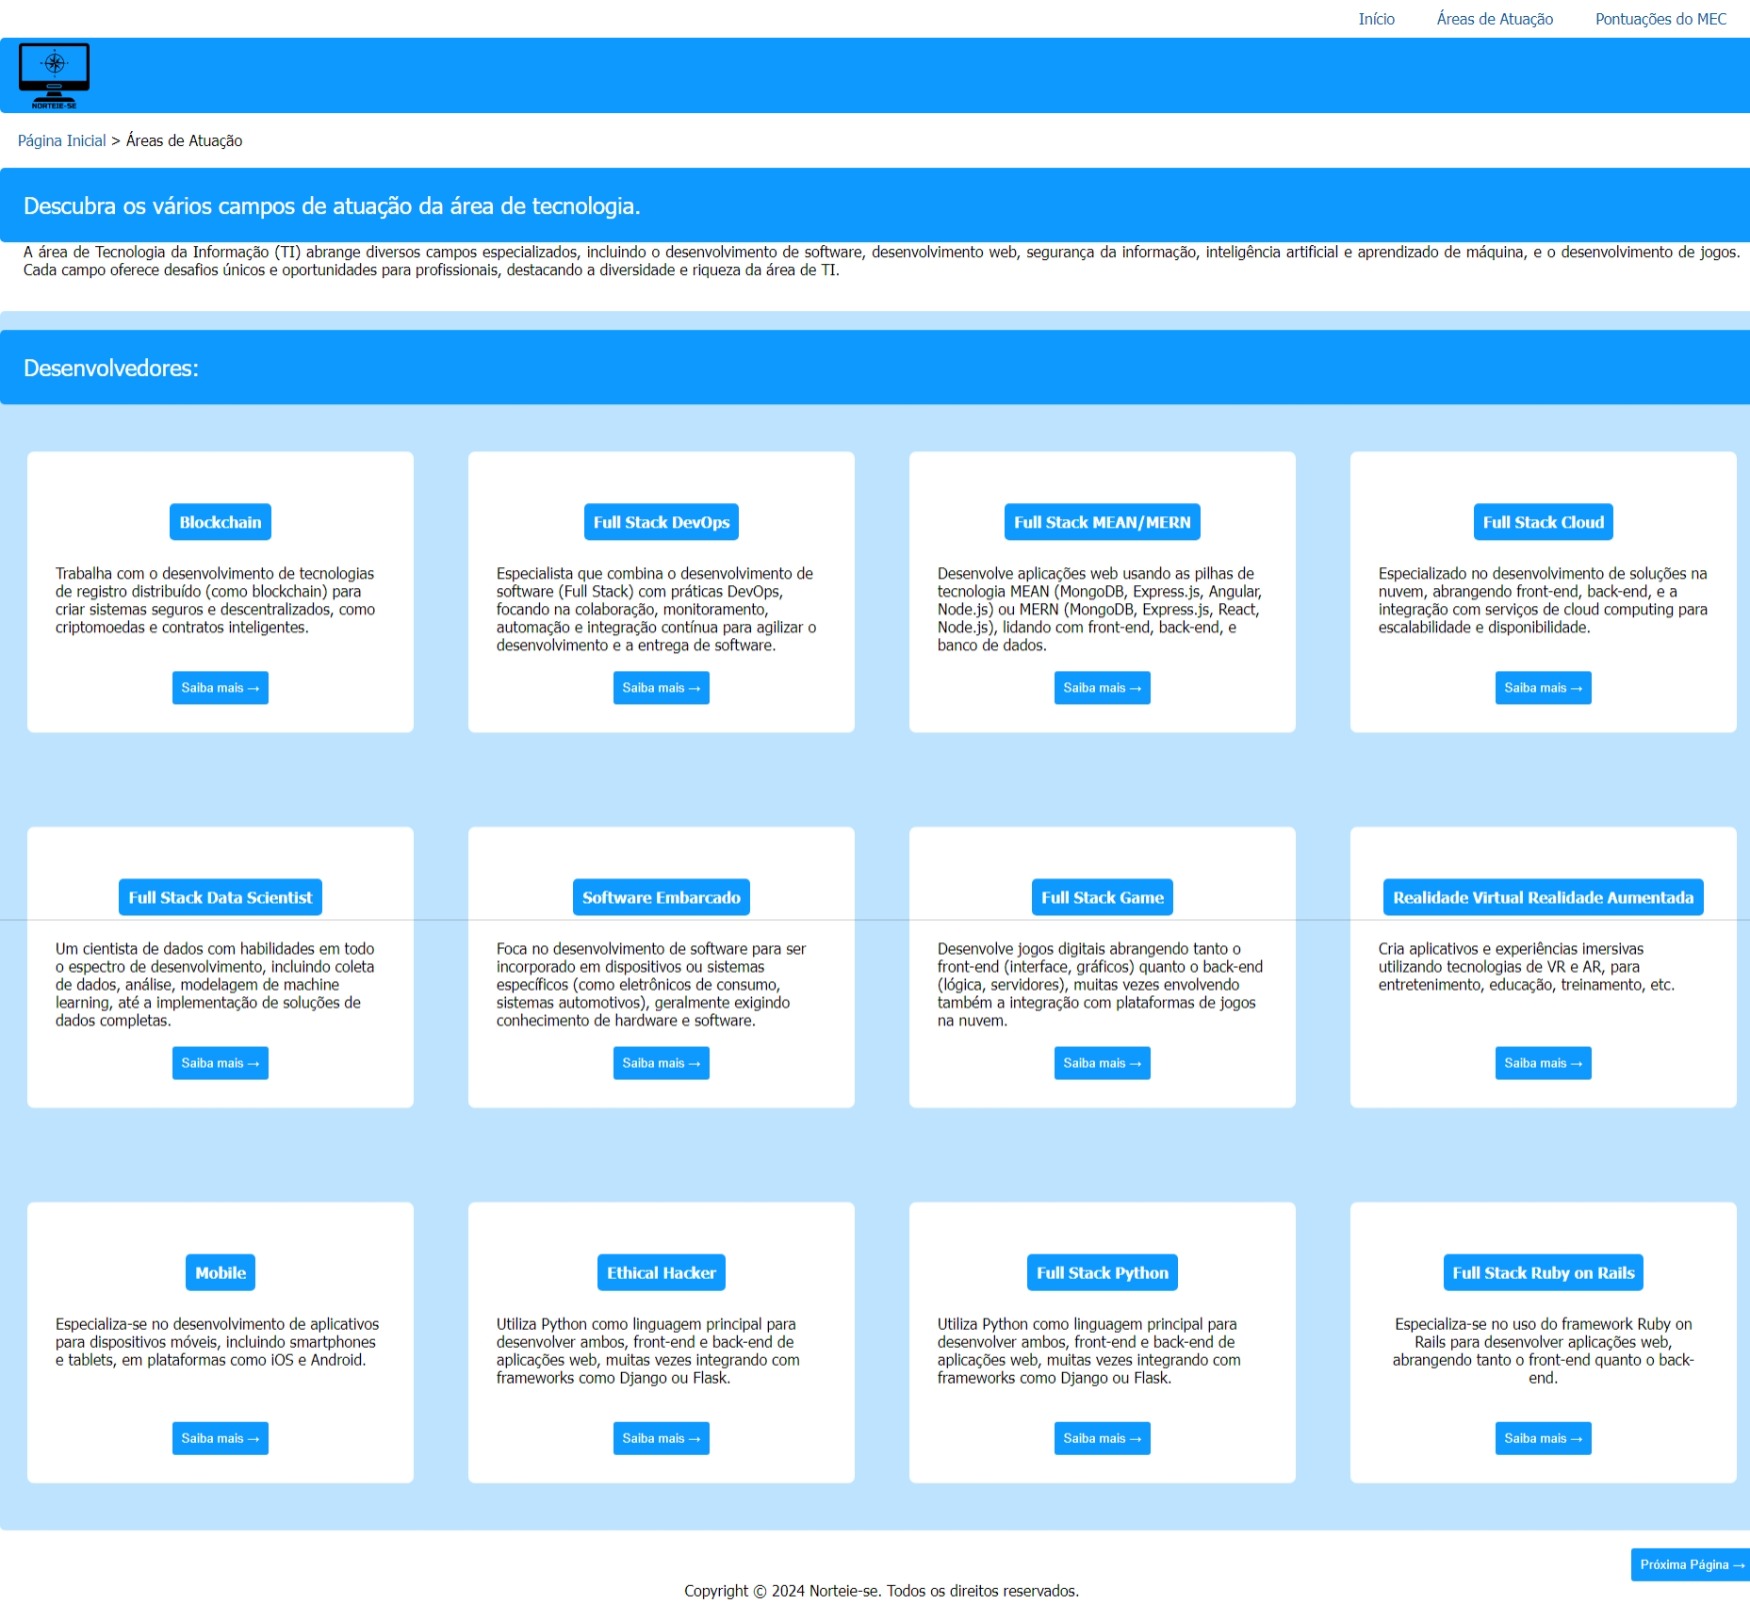 Início Áreas de Atuação Pontuações do MEC
NORTEIE-SE
Página Inicial > Áreas de Atuação
Descubra os vários campos de atuação da área de tecnologia.
A área de Tecnologia da Informação (TI) abrange diversos campos especializados, incluindo o desenvolvimento de software, desenvolvimento web, segurança da informação, inteligência artificial e aprendizado de máquina, e o desenvolvimento de jogos.
Cada campo oferece desafios únicos e oportunidades para profissionais, destacando a diversidade e riqueza da área de TI.
Desenvolvedores:
Blockchain
Trabalha com o desenvolvimento de tecnologias
de registro distribuído (como blockchain) para
criar sistemas seguros e descentralizados, como
criptomoedas e contratos inteligentes.
Saiba mais →
Full Stack DevOps
Especialista que combina o desenvolvimento de
software (Full Stack) com práticas DevOps,
focando na colaboração, monitoramento,
automação e integração contínua para agilizar o
desenvolvimento e a entrega de software.
Saiba mais →
Full Stack MEAN/MERN
Desenvolve aplicações web usando as pilhas de
tecnologia MEAN (MongoDB, Express.js, Angular,
Node.js) ou MERN (MongoDB, Express.js, React,
Node.js), lidando com front-end, back-end, e
banco de dados.
Saiba mais →
Full Stack Cloud
Especializado no desenvolvimento de soluções na
nuvem, abrangendo front-end, back-end, e a
integração com serviços de cloud computing para
escalabilidade e disponibilidade.
Saiba mais →
Full Stack Data Scientist
Um cientista de dados com habilidades em todo
o espectro de desenvolvimento, incluindo coleta
de dados, análise, modelagem de machine
learning, até a implementação de soluções de
dados completas.
Saiba mais →
Software Embarcado
Foca no desenvolvimento de software para ser
incorporado em dispositivos ou sistemas
específicos (como eletrônicos de consumo,
sistemas automotivos), geralmente exigindo
conhecimento de hardware e software.
Saiba mais →
Full Stack Game
Desenvolve jogos digitais abrangendo tanto o
front-end (interface, gráficos) quanto o back-end
(lógica, servidores), muitas vezes envolvendo
também a integração com plataformas de jogos
na nuvem.
Saiba mais →
Realidade Virtual Realidade Aumentada
Cria aplicativos e experiências imersivas
utilizando tecnologias de VR e AR, para
entretenimento, educação, treinamento, etc.
Saiba mais →
Mobile
Especializa-se no desenvolvimento de aplicativos
para dispositivos móveis, incluindo smartphones
e tablets, em plataformas como iOS e Android.
Saiba mais →
Ethical Hacker
Utiliza Python como linguagem principal para
desenvolver ambos, front-end e back-end de
aplicações web, muitas vezes integrando com
frameworks como Django ou Flask.
Saiba mais →
Full Stack Python
Utiliza Python como linguagem principal para
desenvolver ambos, front-end e back-end de
aplicações web, muitas vezes integrando com
frameworks como Django ou Flask.
Saiba mais →
Full Stack Ruby on Rails
Especializa-se no uso do framework Ruby on
Rails para desenvolver aplicações web,
abrangendo tanto o front-end quanto o back-
end.
Saiba mais →
Próxima Página →
Copyright © 2024 Norteie-se. Todos os direitos reservados.